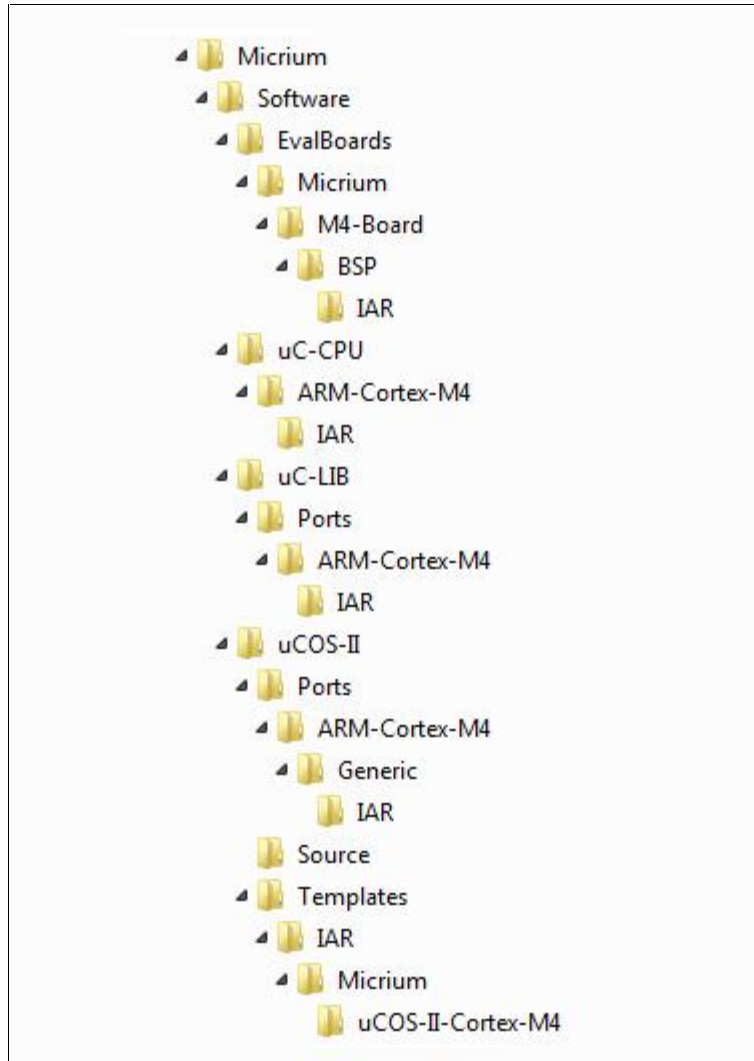 Micrium
Software
EvalBoards
Micrium
M4-Board
BSP
IAR
uC-CPU
ARM-Cortex-M4
IAR
uC-LIB
Ports
ARM-Cortex-M4
IAR
uCOS-II
Ports
ARM-Cortex-M4
Generic
IAR
Source
Templates
IAR
Micrium
uCOS-II-Cortex-M4